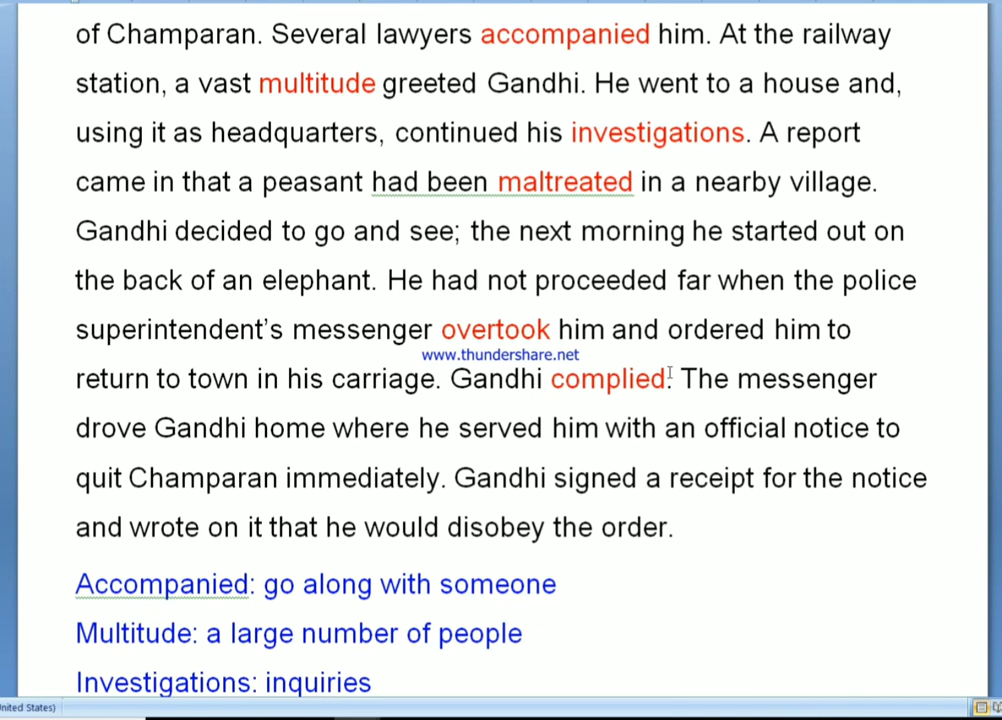 of Champaran. Several lawyers accompanied him. At the railway
station, a vast multitude greeted Gandhi. He went to a house and,
using it as headquarters, continued his investigations. A report
came in that a peasant had been maltreated in a nearby village.
Gandhi decided to go and see; the next morning he started out on
the back of an elephant. He had not proceeded far when the police
superintendent's messenger overtook him and ordered him to
www.thundershare.net
return to town in his carriage. Gandhi complied. The messenger
drove Gandhi home where he served him with an official notice to
quit Champaran immediately. Gandhi signed a receipt for the notice
and wrote on it that he would disobey the order.
Accompanied: go along with someone
Multitude: a large number of people
Investigations: inquiries
United States)